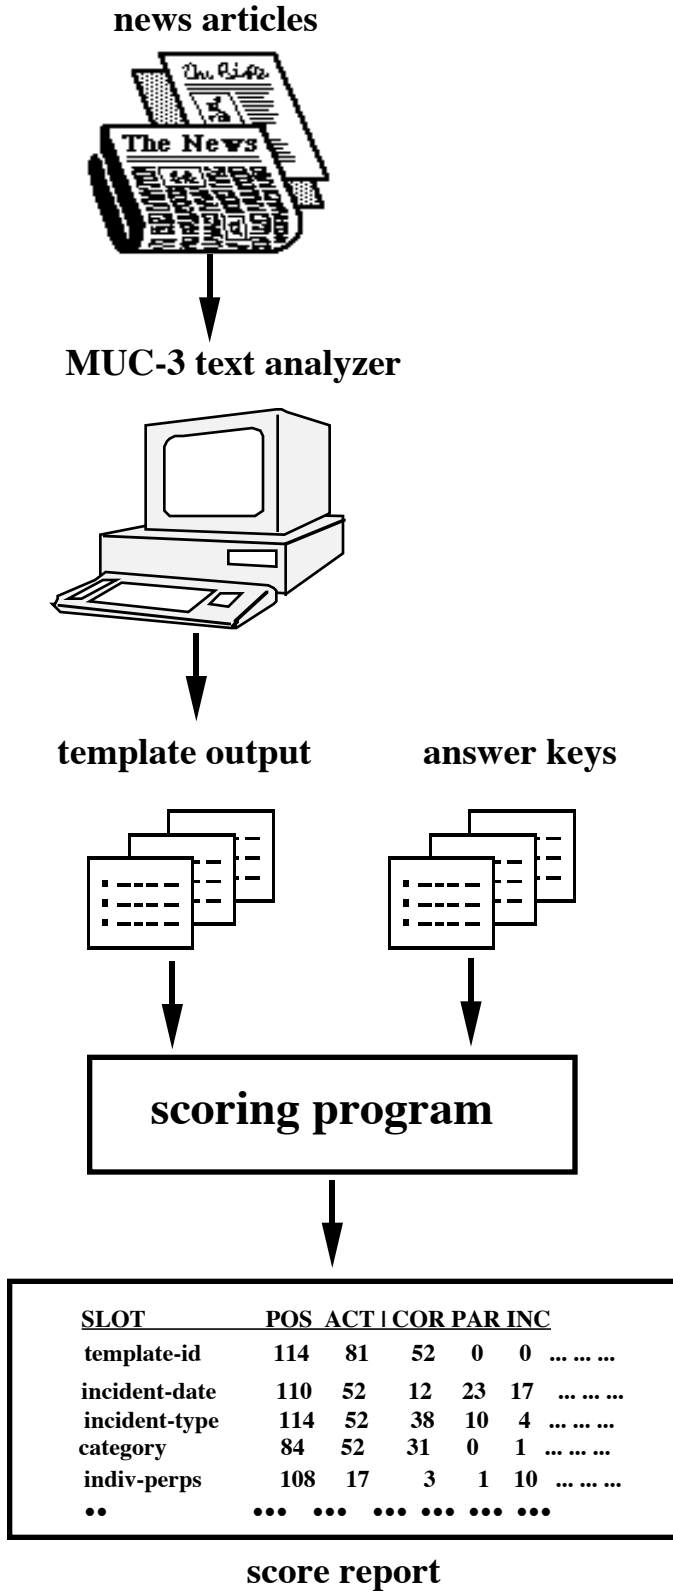 news articles
The News
MUC-3 text analyzer
template output answer keys
scoring program
SLOT POS ACT | COR PAR INC
template-id 114 81 52 0 0 ... ... ...
incident-date 110 52 12 23 17 ... ... ...
incident-type 114 52 38 10 4 ... ... ...
category 84 52 31 0 1 ... ... ...
indiv-perps 108 17 3 1 10 ... ... ...
•• ••• ••• ••• ••• ••• •••
score report